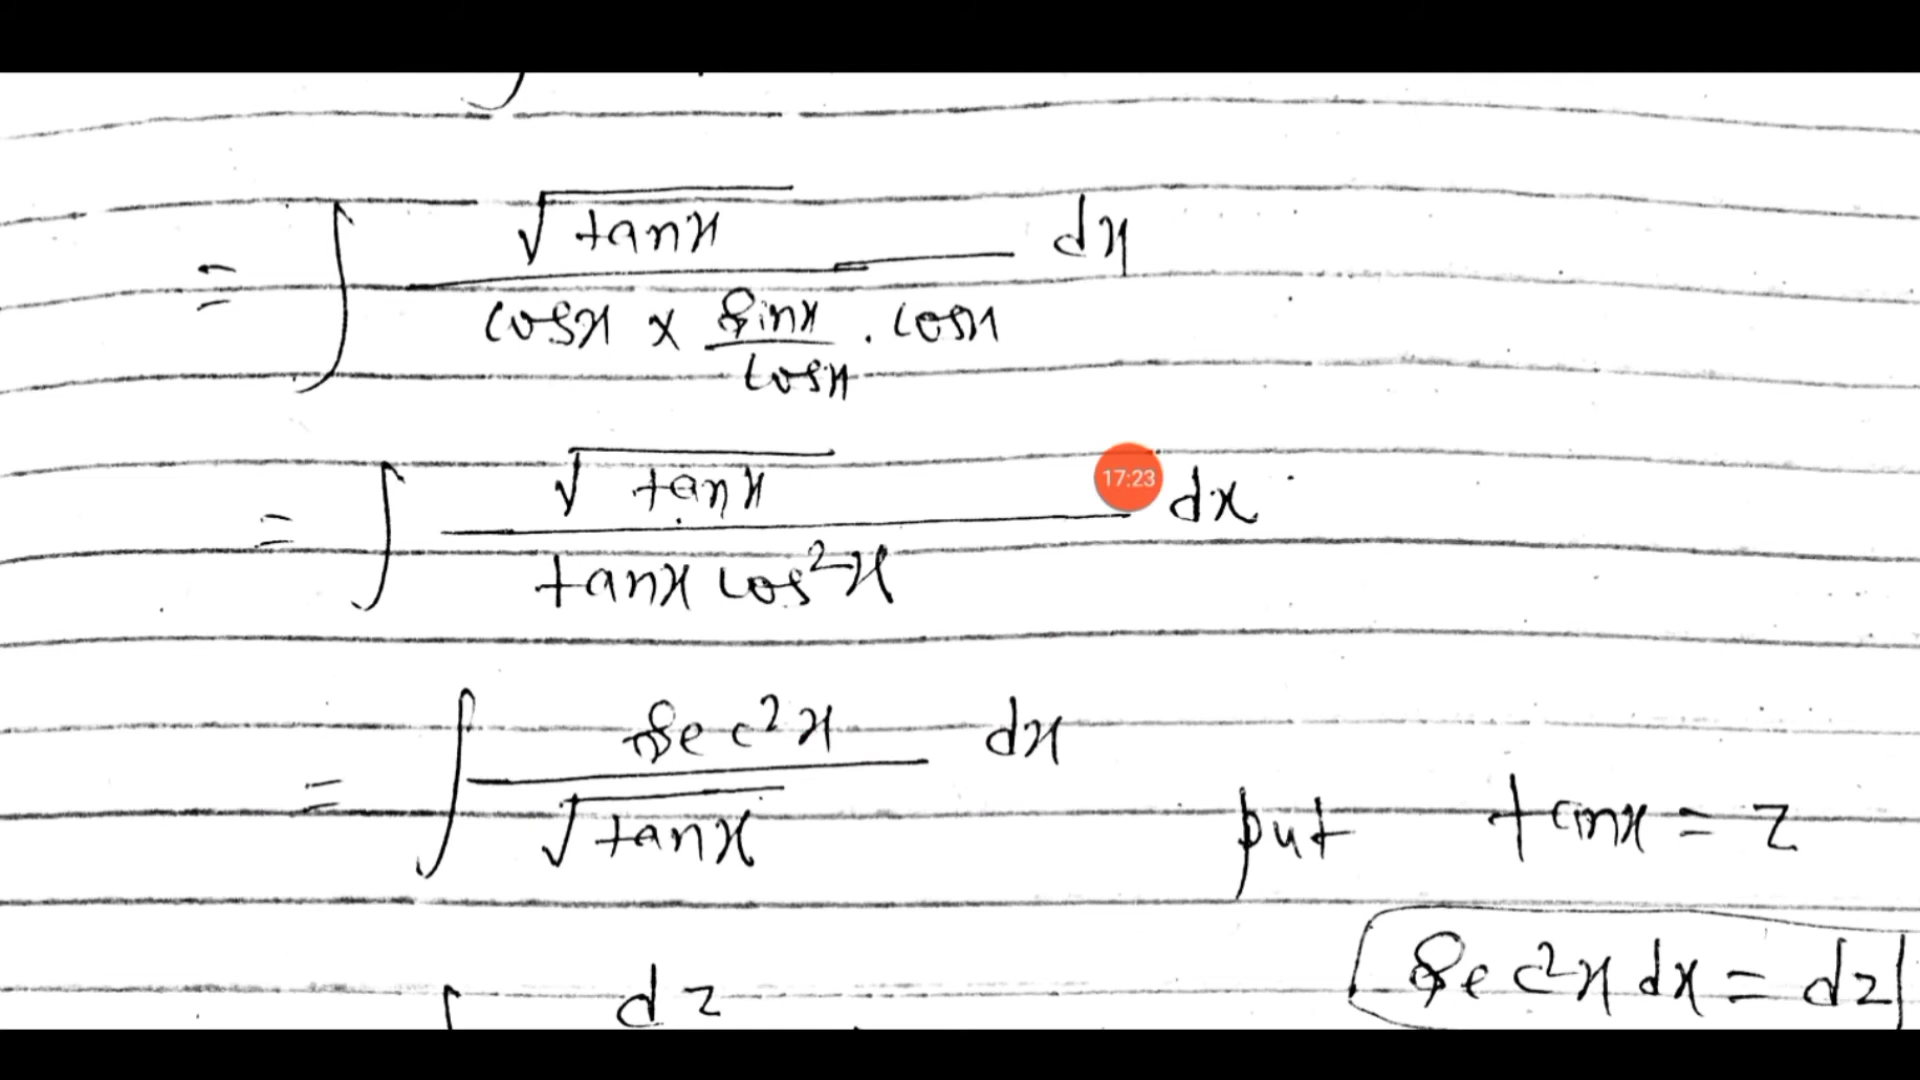 = ∫ √tanx / (cosx × sinx/cosx . cosx) dx
= ∫ √tanx / (tanx cos²x) dx
17:23
= ∫ sec²x / √tanx dx
put tanx = z
sec²x dx = dz
∫ dz